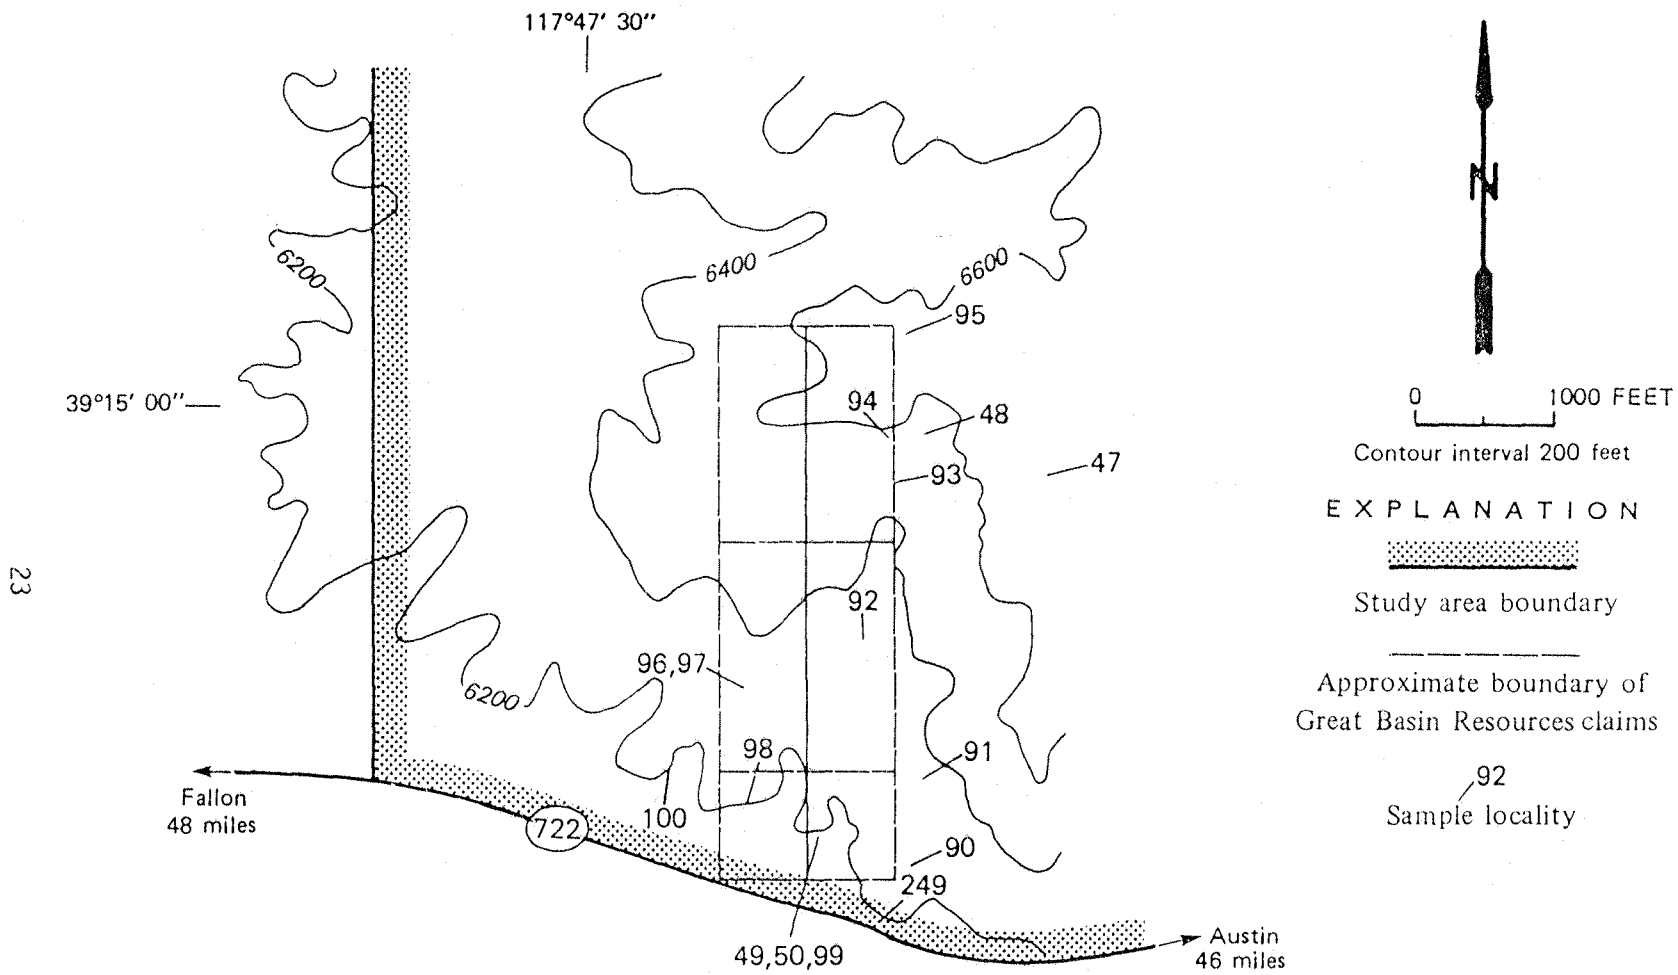 117°47' 30"
6200
6400
6600
95
39°15' 00"
94
48
47
93
92
96,97
6200
98
91
100
90
249
49,50,99
722
Fallon
48 miles
Austin
46 miles
23
N
0 1000 FEET
Contour interval 200 feet
EXPLANATION
Study area boundary
Approximate boundary of
Great Basin Resources claims
92
Sample locality